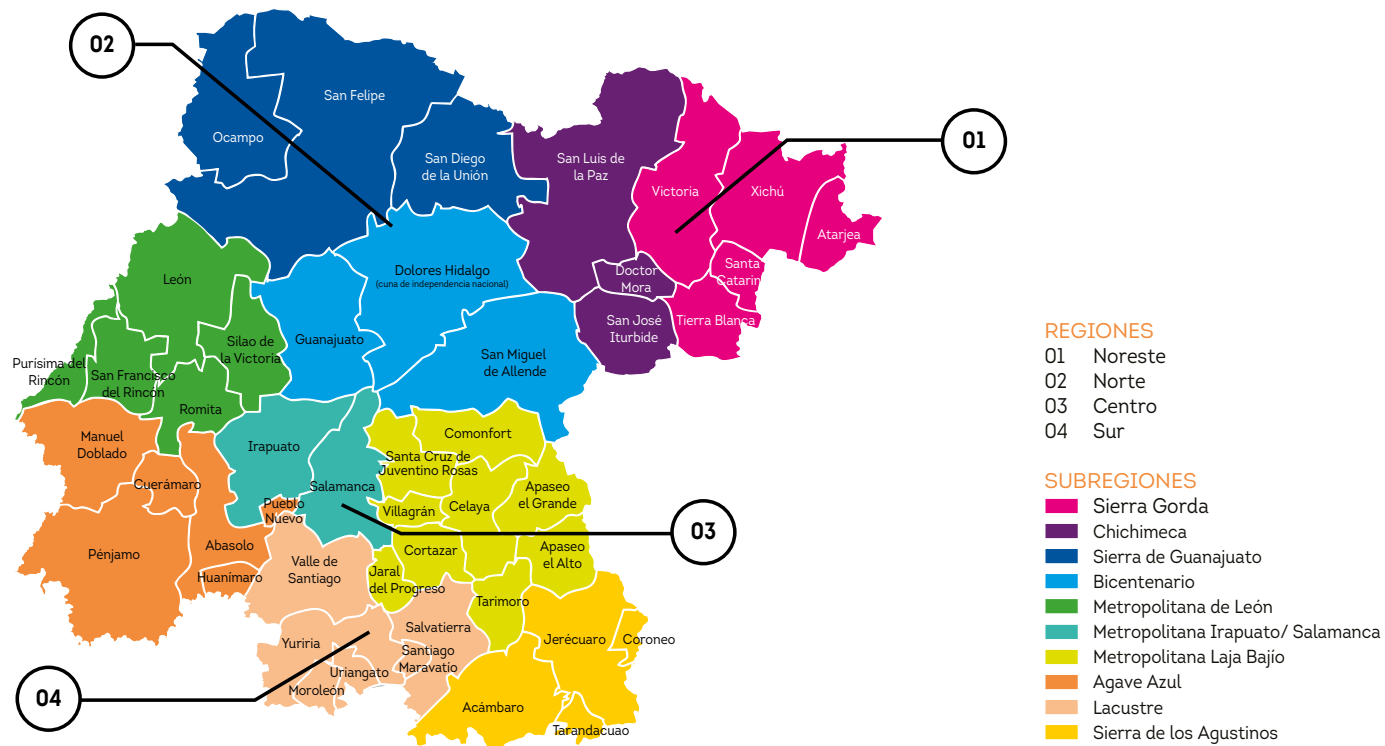 02
01
03
04
San Felipe
Ocampo
San Diego
de la Unión
San Luis de
la Paz
Victoria
Xichú
Atarjea
Doctor
Mora
Santa
Catarin
San José
Iturbide
Tierra Blanca
Dolores Hidalgo
(cuna de independencia nacional)
Guanajuato
San Miguel
de Allende
León
Silao de
la Victoria
Purísima del
Rincón
San Francisco
del Rincón
Romita
Manuel
Doblado
Cuerámaro
Pénjamo
Abasolo
Huanímaro
Pueblo
Nuevo
Irapuato
Salamanca
Comonfort
Santa Cruz de
Juventino Rosas
Villagrán
Celaya
Apaseo
el Grande
Cortazar
Apaseo
el Alto
Jaral
del Progreso
Tarimoro
Valle de
Santiago
Yuriria
Salvatierra
Santiago
Maravatío
Uriangato
Moroleón
Jerécuaro
Coroneo
Acámbaro
Tarandacuao
REGIONES
01 Noreste
02 Norte
03 Centro
04 Sur
SUBREGIONES
Sierra Gorda
Chichimeca
Sierra de Guanajuato
Bicentenario
Metropolitana de León
Metropolitana Irapuato/ Salamanca
Metropolitana Laja Bajío
Agave Azul
Lacustre
Sierra de los Agustinos